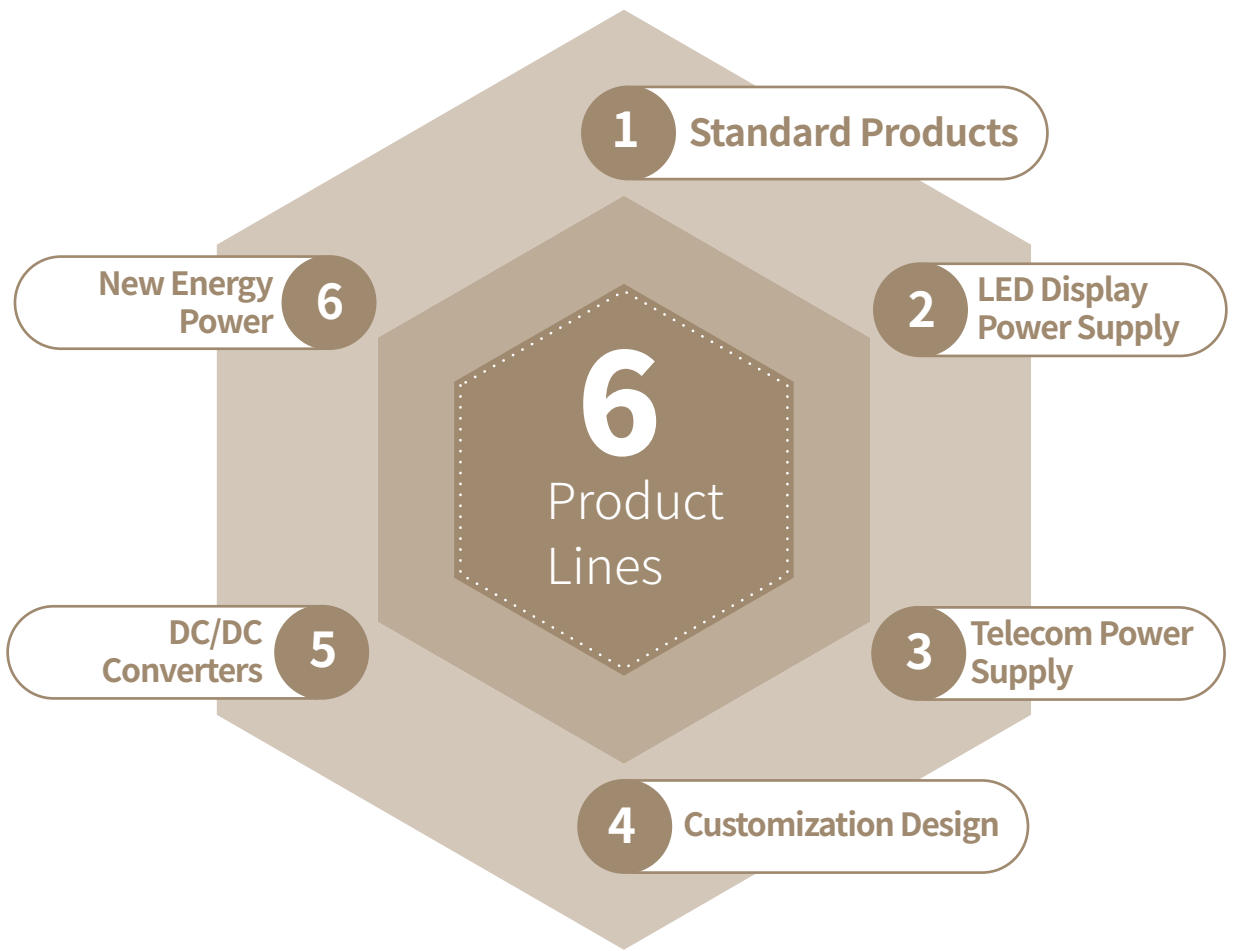 6
Product
Lines
1
Standard Products
2
LED Display
Power Supply
3
Telecom Power
Supply
4
Customization Design
5
DC/DC
Converters
6
New Energy
Power